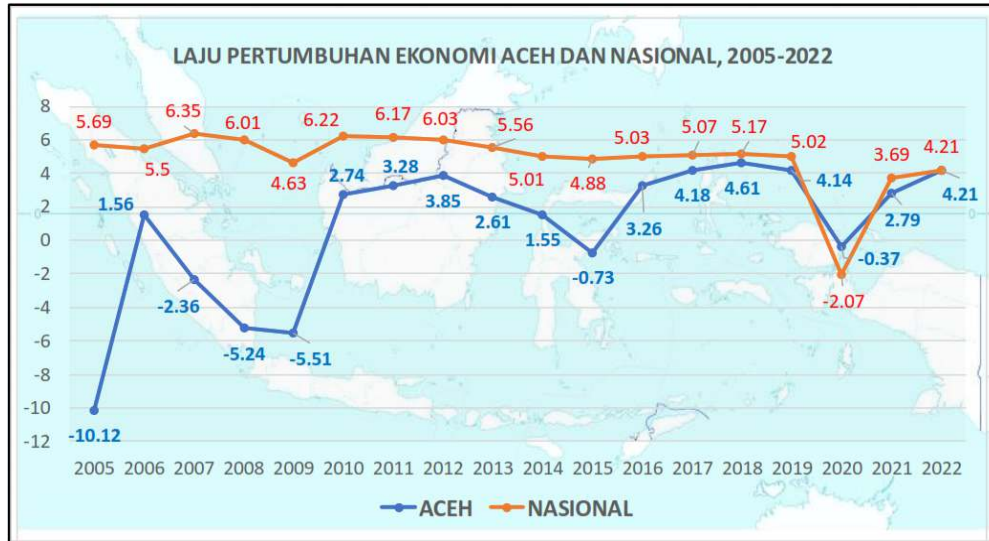 LAJU PERTUMBUHAN EKONOMI ACEH DAN NASIONAL, 2005-2022
8
6
4
2
0
-2
-4
-6
-8
-10
-12
5.69 5.5 6.35 6.01 4.63 6.22 6.17 6.03 5.56 5.01 4.88 5.03 5.07 5.17 5.02 -2.07 3.69 4.21
-10.12 1.56 -2.36 -5.24 -5.51 2.74 3.28 3.85 2.61 1.55 -0.73 3.26 4.18 4.61 4.14 -0.37 2.79 4.21
2005 2006 2007 2008 2009 2010 2011 2012 2013 2014 2015 2016 2017 2018 2019 2020 2021 2022
ACEH NASIONAL